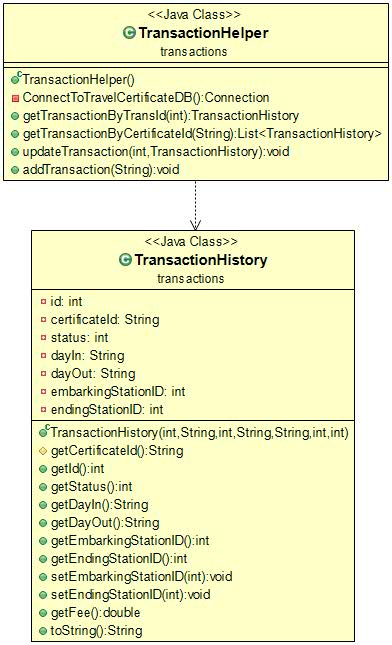 <<Java Class>>
TransactionHelper
transactions
TransactionHelper()
ConnectToTravelCertificateDB():Connection
getTransactionByTransId(int):TransactionHistory
getTransactionByCertificateId(String):List<TransactionHistory>
updateTransaction(int,TransactionHistory):void
addTransaction(String):void
<<Java Class>>
TransactionHistory
transactions
id: int
certificateId: String
status: int
dayIn: String
dayOut: String
embarkingStationID: int
endingStationID: int
TransactionHistory(int,String,int,String,String,int,int)
getCertificateId():String
getId():int
getStatus():int
getDayIn():String
getDayOut():String
getEmbarkingStationID():int
getEndingStationID():int
setEmbarkingStationID(int):void
setEndingStationID(int):void
getFee():double
toString():String